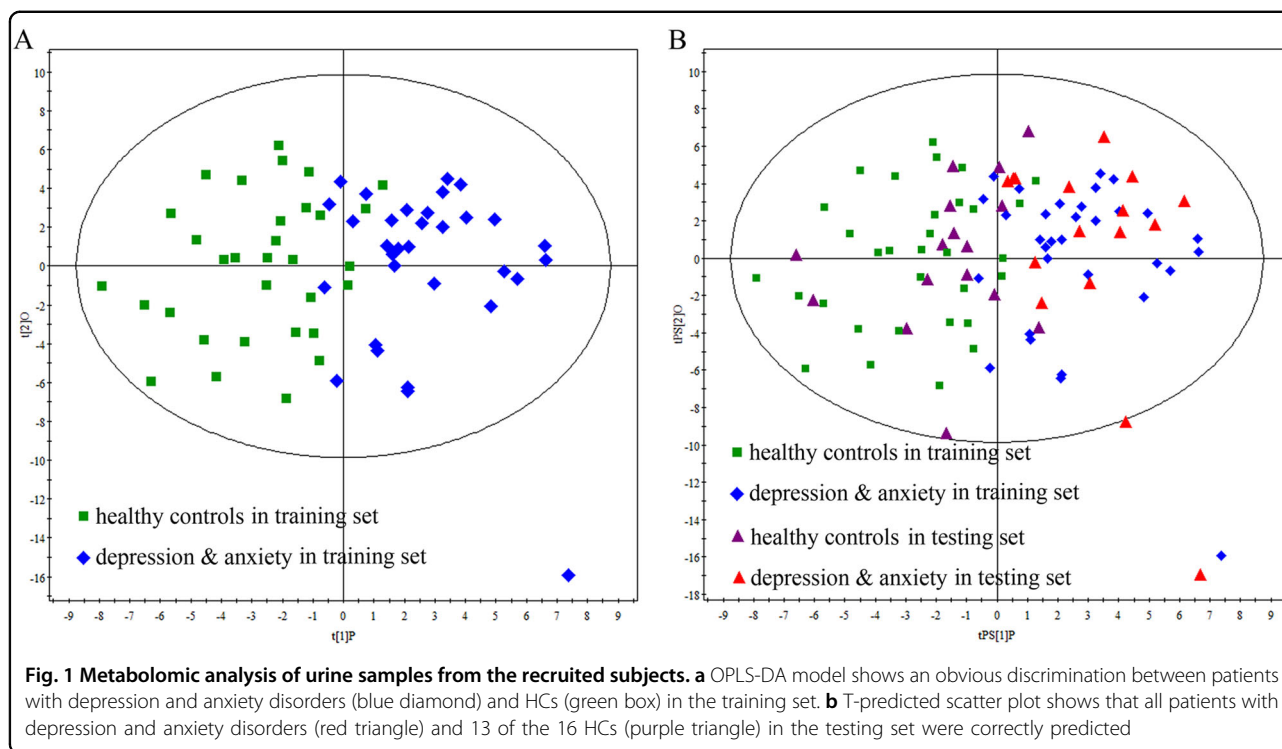 A
10
8
6
4
2
0
-2
-4
-6
-8
-10
-12
-14
-16
t[2]O
■ healthy controls in training set
◆ depression & anxiety in training set
-9 -8 -7 -6 -5 -4 -3 -2 -1 0 1 2 3 4 5 6 7 8 9
t[1]P
B
10
8
6
4
2
0
-2
-4
-6
-8
-10
-12
-14
-16
-18
tPS[2]O
■ healthy controls in training set
◆ depression & anxiety in training set
▲ healthy controls in testing set
▲ depression & anxiety in testing set
-9 -8 -7 -6 -5 -4 -3 -2 -1 0 1 2 3 4 5 6 7 8
tPS[1]P
Fig. 1 Metabolomic analysis of urine samples from the recruited subjects. a OPLS-DA model shows an obvious discrimination between patients
with depression and anxiety disorders (blue diamond) and HCs (green box) in the training set. b T-predicted scatter plot shows that all patients with
depression and anxiety disorders (red triangle) and 13 of the 16 HCs (purple triangle) in the testing set were correctly predicted